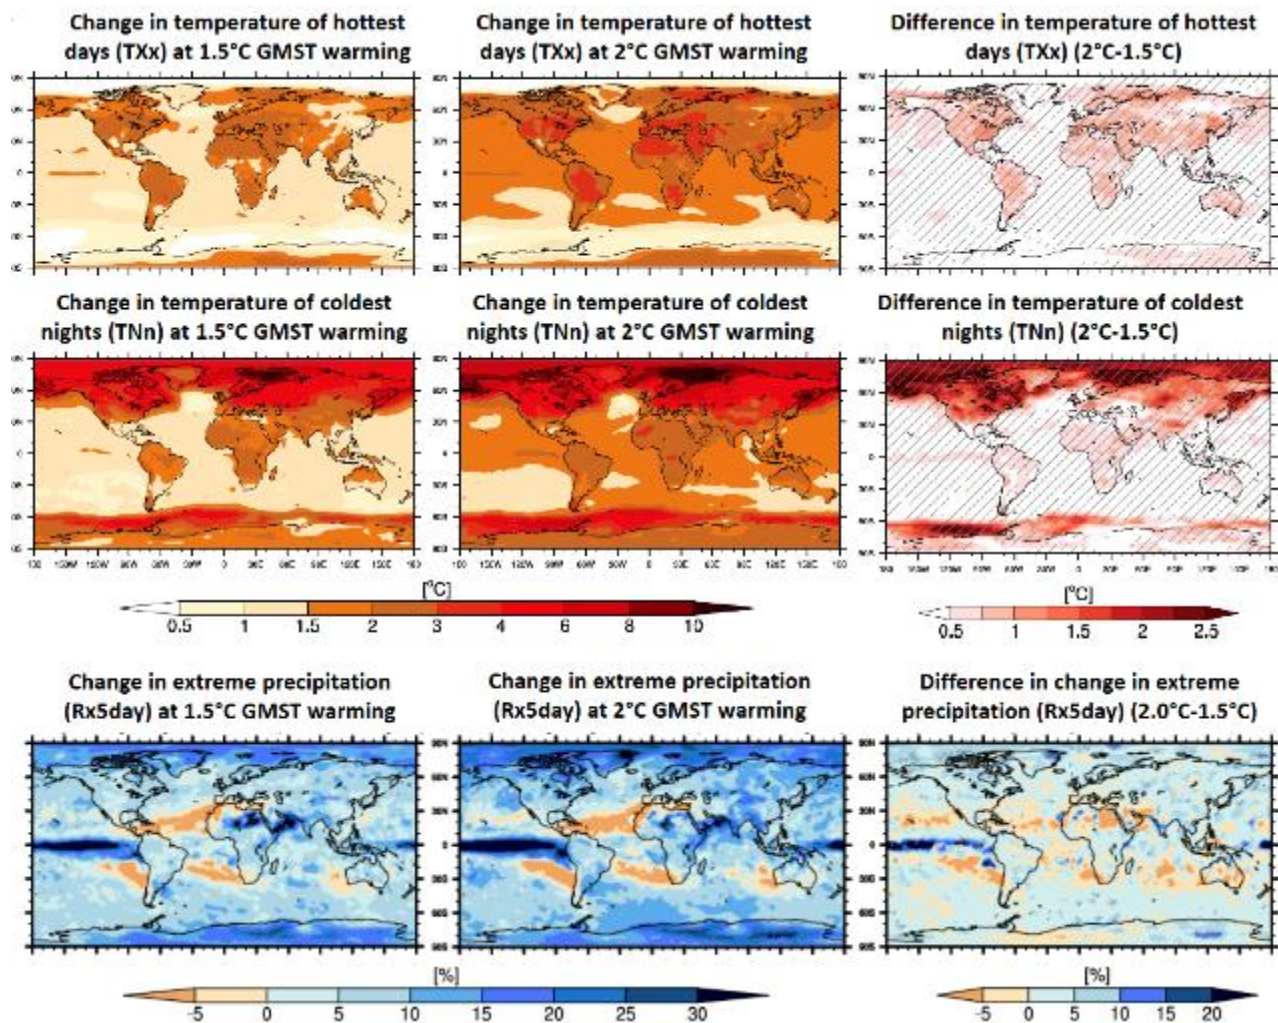 Change in temperature of hottest
days (TXx) at 1.5°C GMST warming
Change in temperature of hottest
days (TXx) at 2°C GMST warming
Difference in temperature of hottest
days (TXx) (2°C-1.5°C)
Change in temperature of coldest
nights (TNn) at 1.5°C GMST warming
Change in temperature of coldest
nights (TNn) at 2°C GMST warming
Difference in temperature of coldest
nights (TNn) (2°C-1.5°C)
[°C]
0.5 1 1.5 2 3 4 6 8 10
[°C]
0.5 1 1.5 2 2.5
Change in extreme precipitation
(Rx5day) at 1.5°C GMST warming
Change in extreme precipitation
(Rx5day) at 2°C GMST warming
Difference in change in extreme
precipitation (Rx5day) (2.0°C-1.5°C)
[%]
-5 0 5 10 15 20 25 30
[%]
-5 0 5 10 15 20